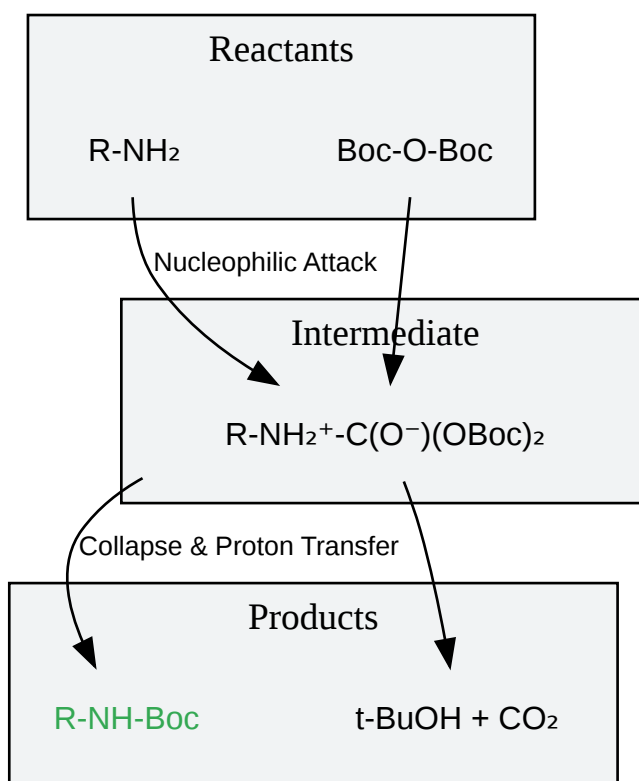 Reactants
R-NH₂
Boc-O-Boc
Nucleophilic Attack
Intermediate
R-NH₂⁺-C(O⁻)(OBoc)₂
Collapse & Proton Transfer
Products
R-NH-Boc
t-BuOH + CO₂